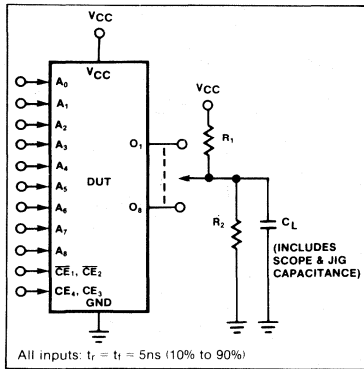 VCC
VCC
A0
A1
A2
A3
A4
A5
A6
A7
A8
CE1, CE2
CE4, CE3
GND
DUT
O1
O8
VCC
R1
R2
CL
(INCLUDES
SCOPE & JIG
CAPACITANCE)
All inputs: tr = tf = 5ns (10% to 90%)